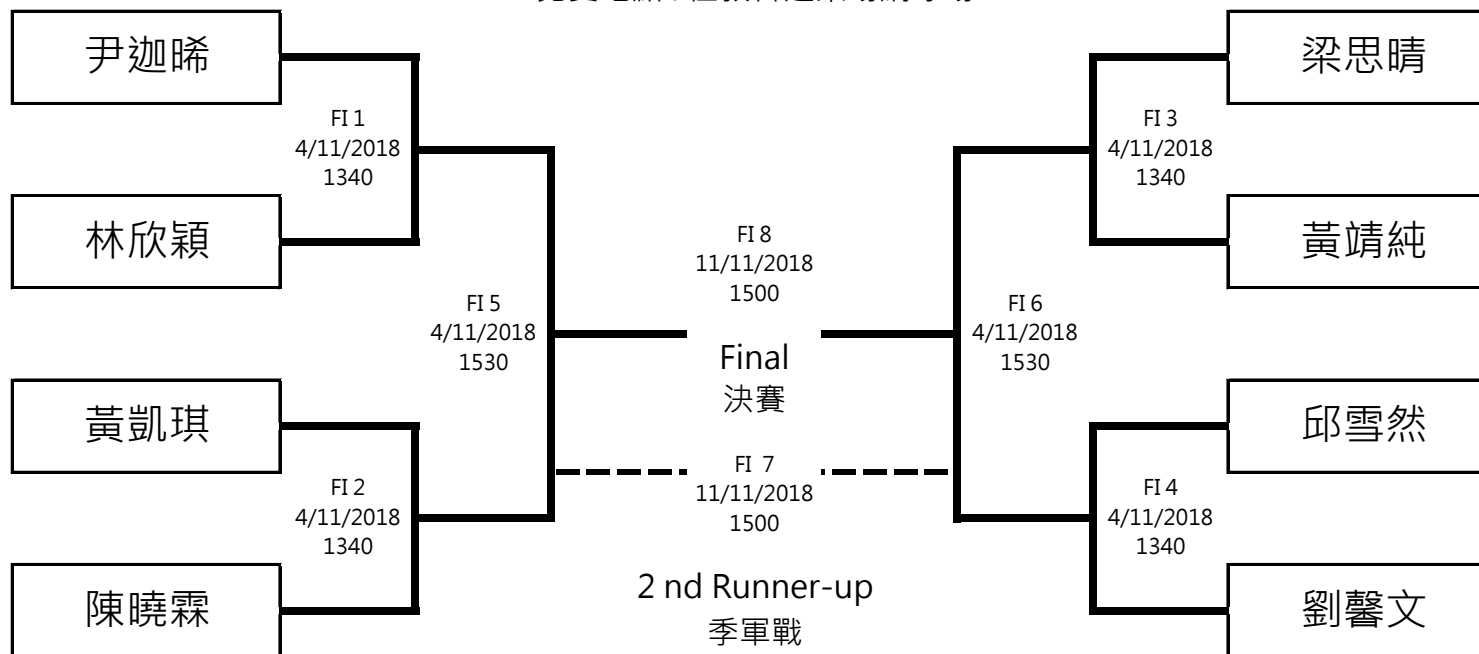 尹迦晞
FI 1
4/11/2018
1340
林欣穎
FI 5
4/11/2018
1530
黃凱琪
FI 2
4/11/2018
1340
陳曉霖
FI 8
11/11/2018
1500
Final
決賽
FI 7
11/11/2018
1500
2 nd Runner-up
季軍戰
梁思晴
FI 3
4/11/2018
1340
黃靖純
FI 6
4/11/2018
1530
邱雪然
FI 4
4/11/2018
1340
劉馨文